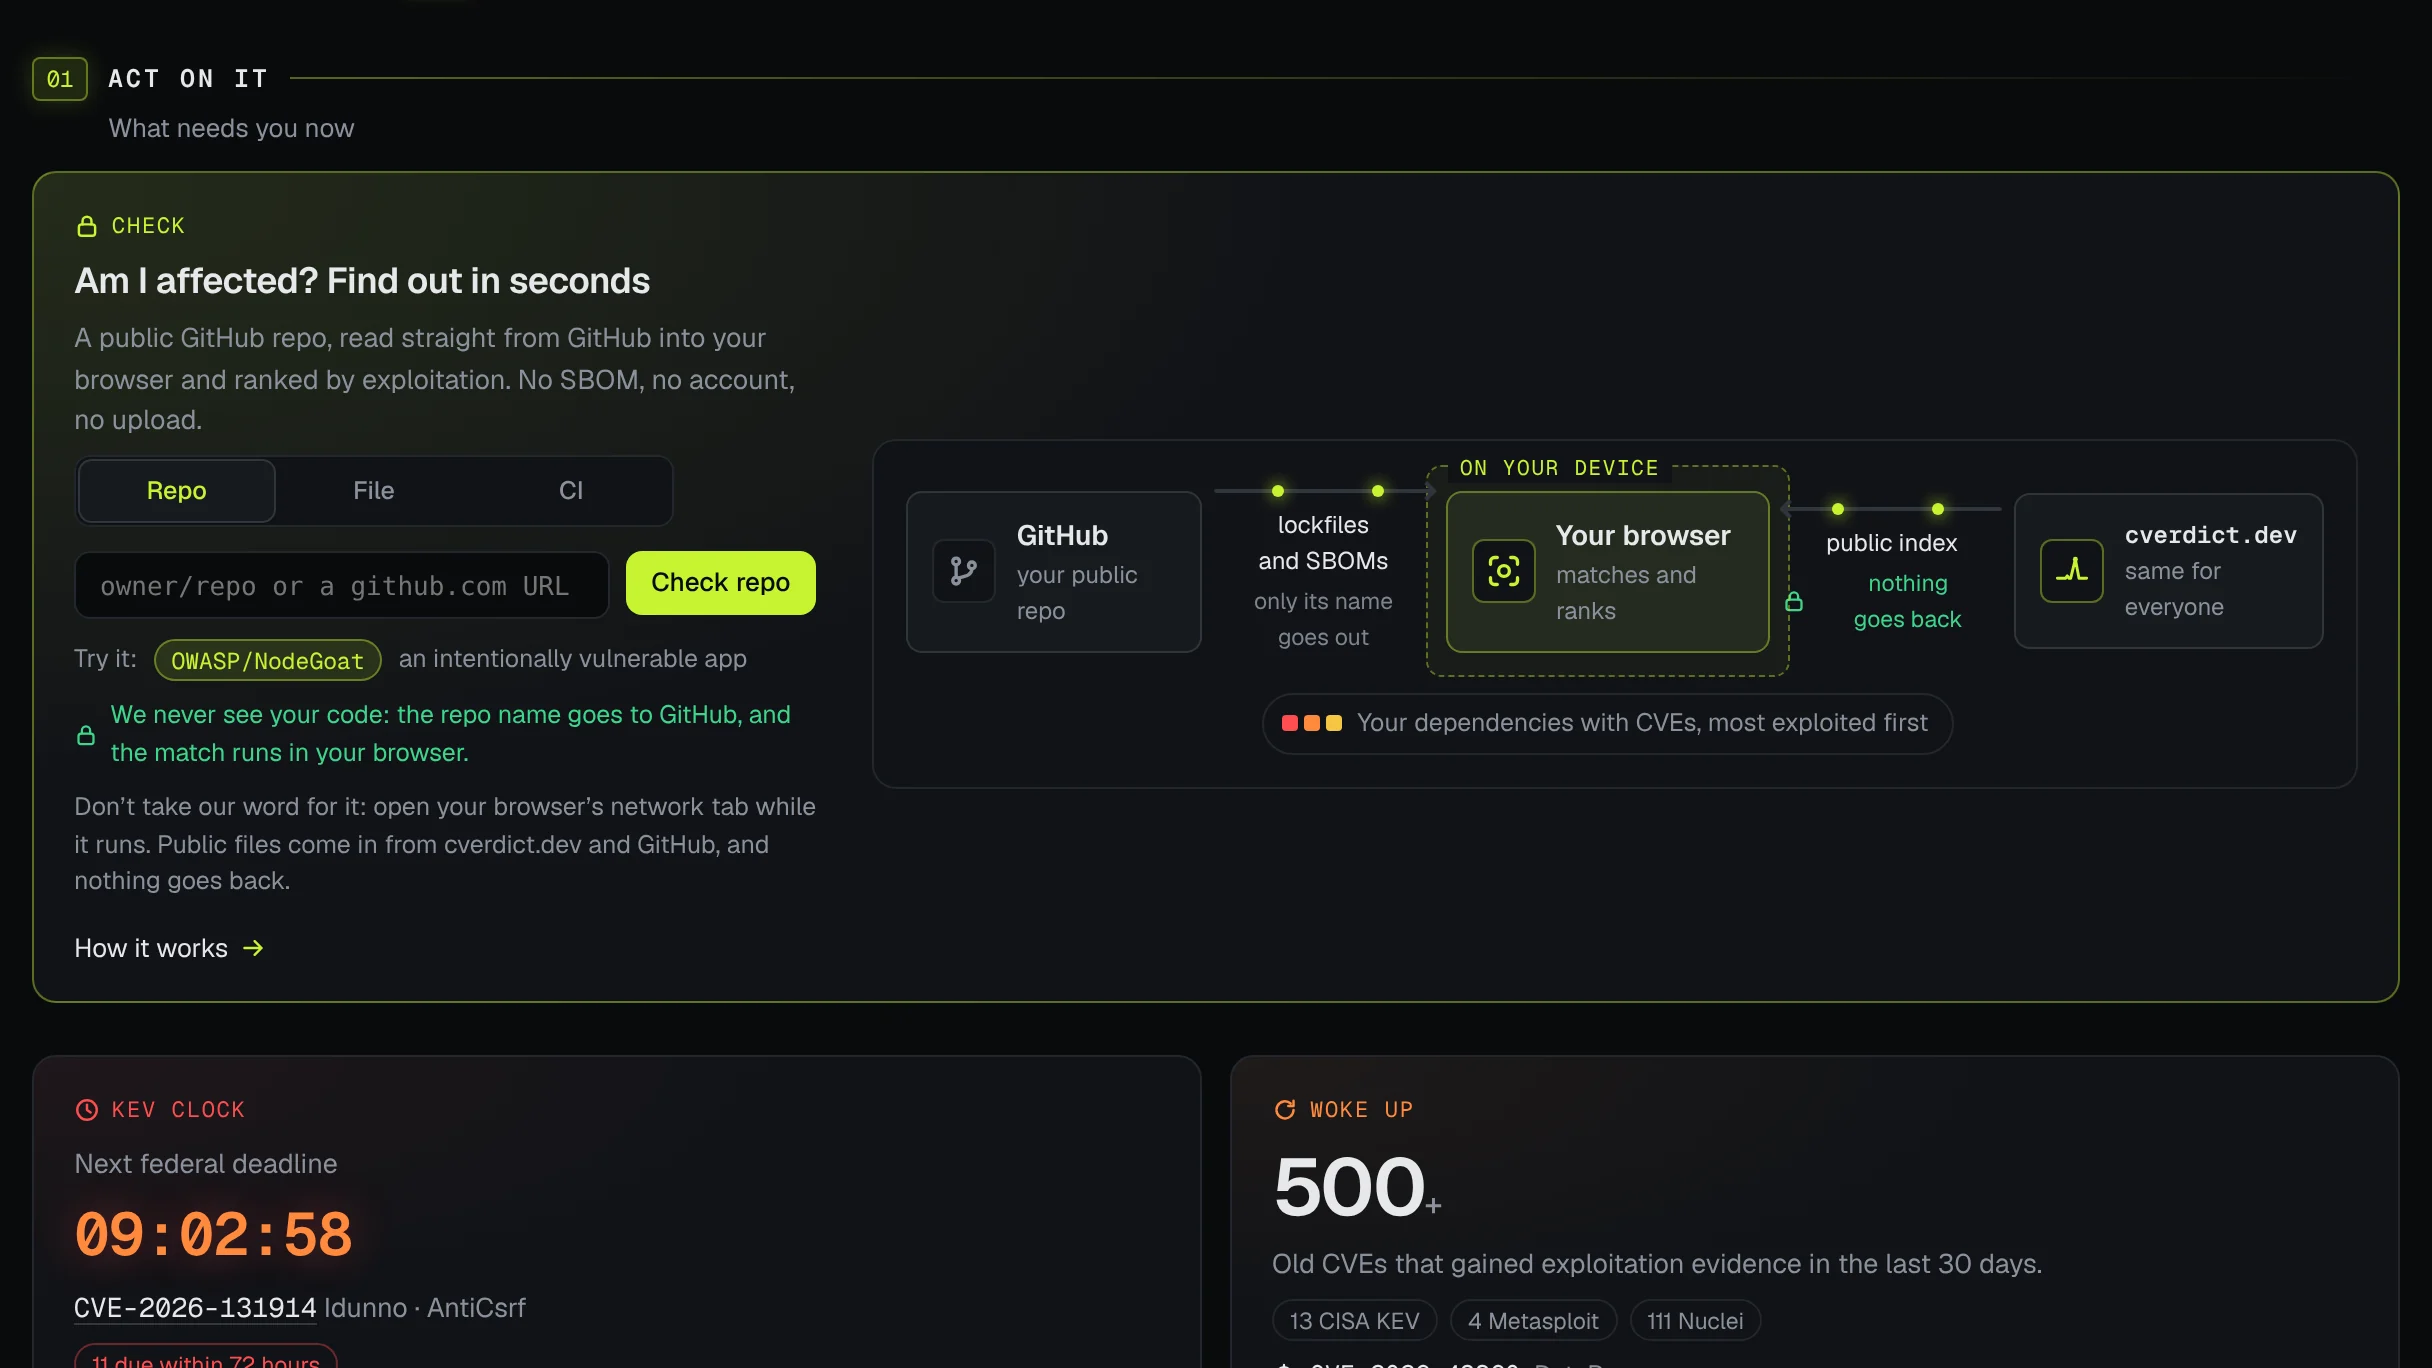 01 ACT ON IT
What needs you now
CHECK
Am I affected? Find out in seconds
A public GitHub repo, read straight from GitHub into your
browser and ranked by exploitation. No SBOM, no account,
no upload.
Repo File CI
owner/repo or a github.com URL Check repo
Try it: OWASP/NodeGoat an intentionally vulnerable app
We never see your code: the repo name goes to GitHub, and
the match runs in your browser.
Don’t take our word for it: open your browser’s network tab while
it runs. Public files come in from cverdict.dev and GitHub, and
nothing goes back.
How it works →
GitHub
your public
repo
lockfiles
and SBOMs
only its name
goes out
ON YOUR DEVICE
Your browser
matches and
ranks
public index
nothing
goes back
cverdict.dev
same for
everyone
Your dependencies with CVEs, most exploited first
KEV CLOCK
Next federal deadline
09:02:58
CVE-2026-131914 Idunno · AntiCsrf
11 due within 72 hours
WOKE UP
500+
Old CVEs that gained exploitation evidence in the last 30 days.
13 CISA KEV 4 Metasploit 111 Nuclei